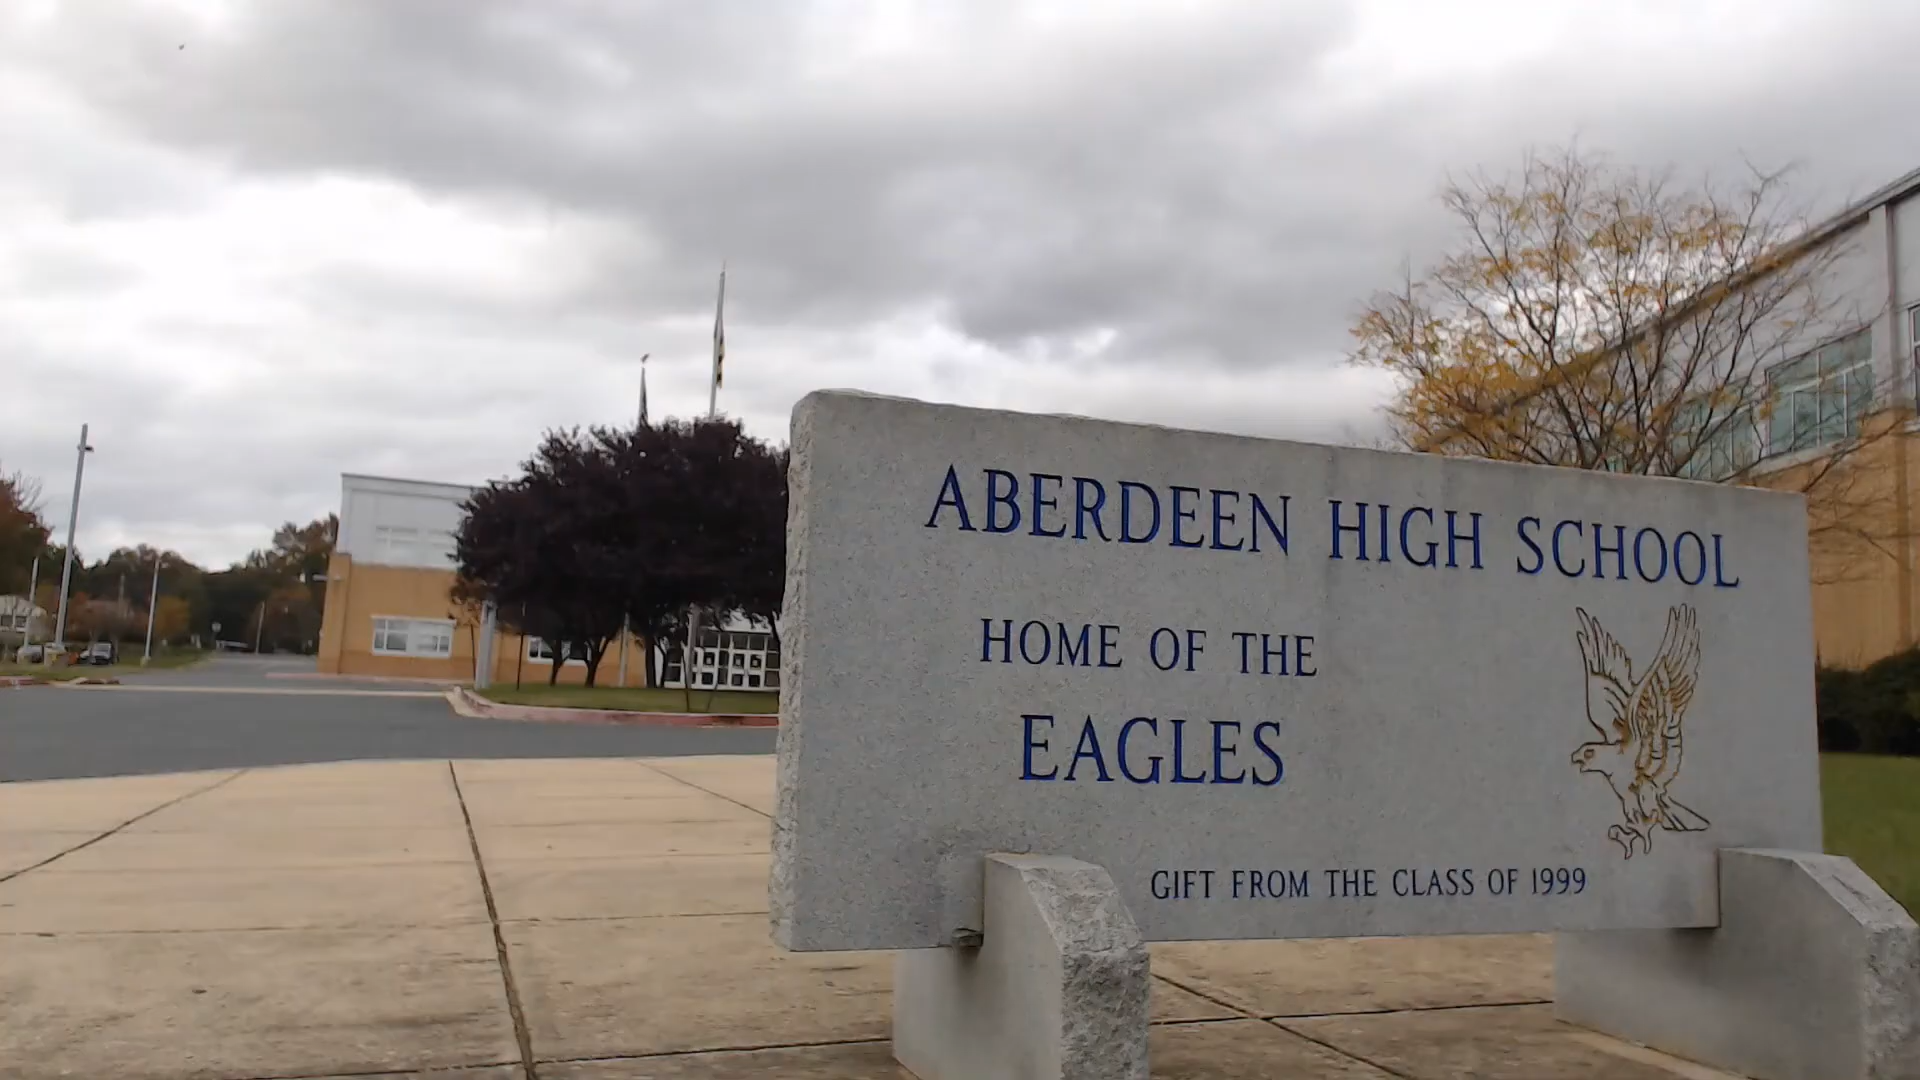 ABERDEEN HIGH SCHOOL
HOME OF THE
EAGLES
GIFT FROM THE CLASS OF 1999